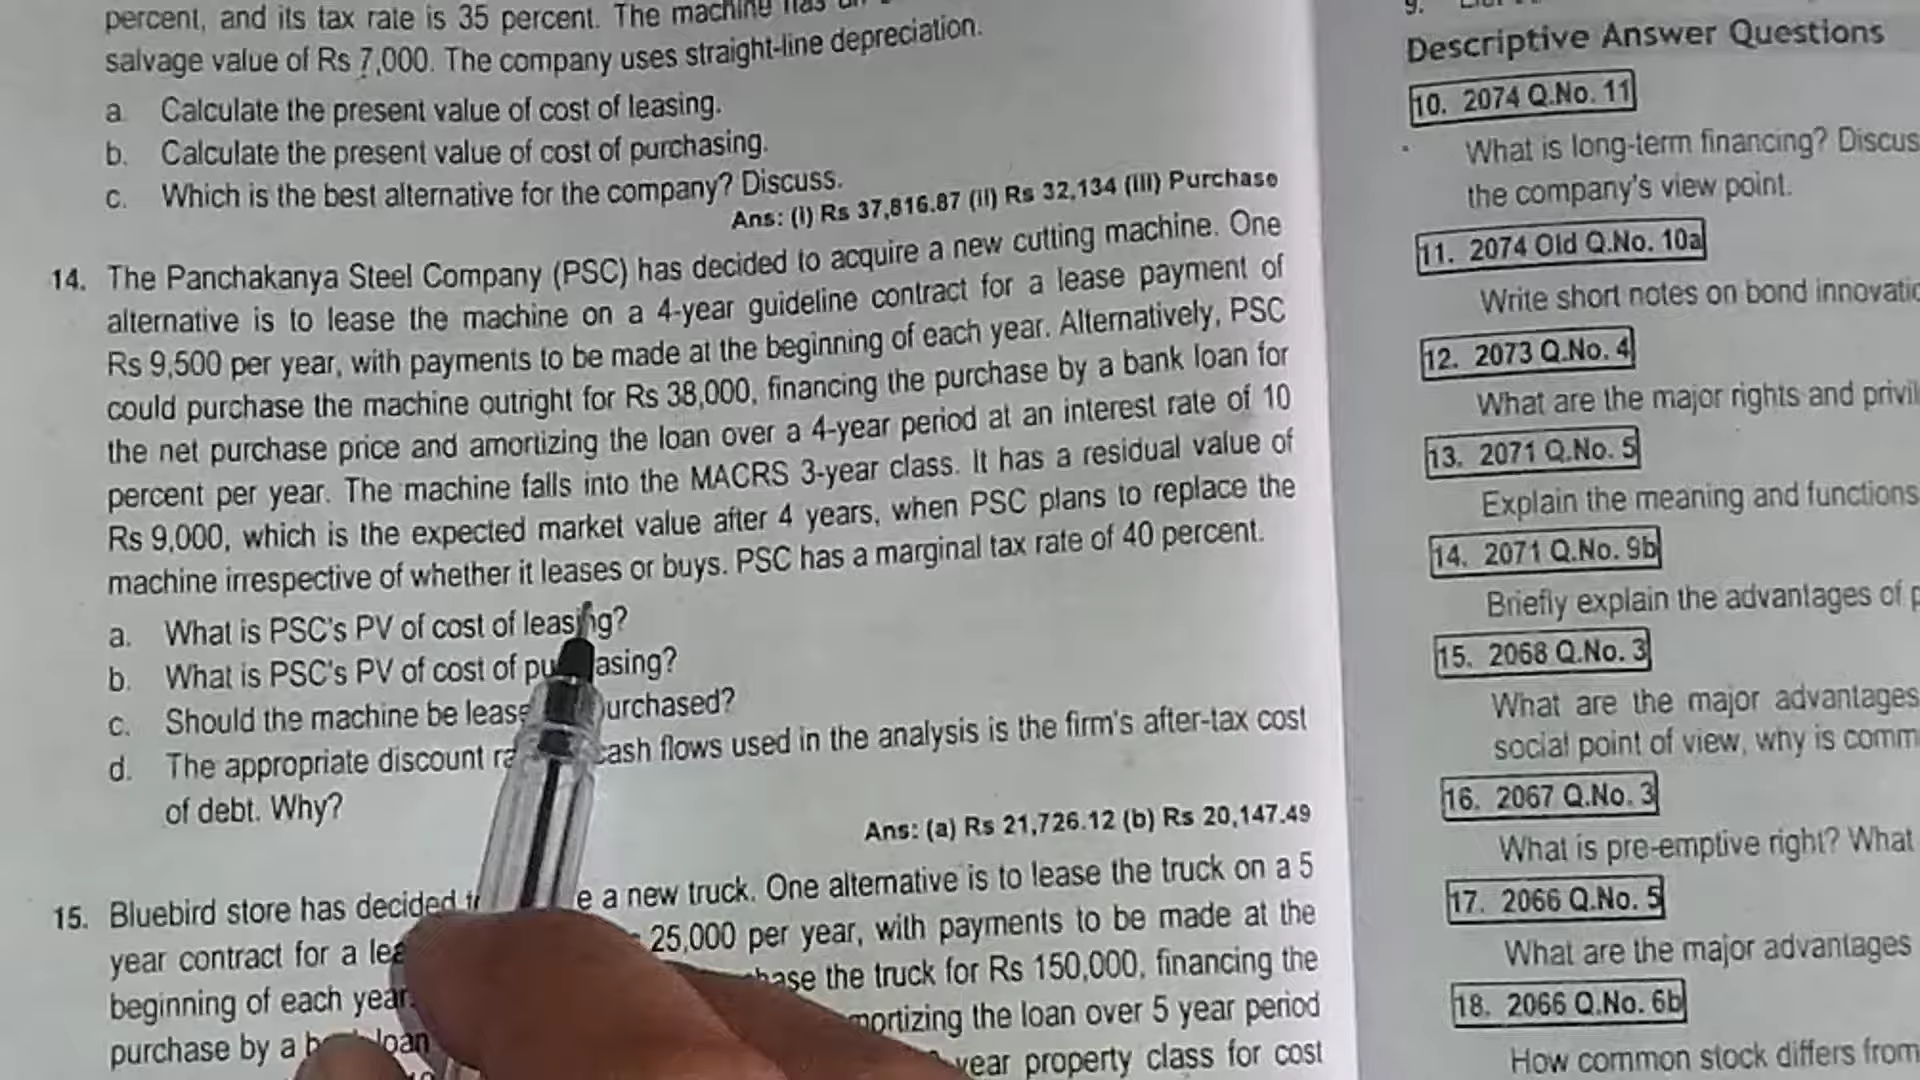 percent, and its tax rate is 35 percent. The machine has
salvage value of Rs 7,000. The company uses straight-line depreciation.
a. Calculate the present value of cost of leasing.
b. Calculate the present value of cost of purchasing.
c. Which is the best alternative for the company? Discuss.
Ans: (i) Rs 37,816.87 (ii) Rs 32,134 (iii) Purchase
14. The Panchakanya Steel Company (PSC) has decided to acquire a new cutting machine. One
alternative is to lease the machine on a 4-year guideline contract for a lease payment of
Rs 9,500 per year, with payments to be made at the beginning of each year. Alternatively, PSC
could purchase the machine outright for Rs 38,000, financing the purchase by a bank loan for
the net purchase price and amortizing the loan over a 4-year period at an interest rate of 10
percent per year. The machine falls into the MACRS 3-year class. It has a residual value of
Rs 9,000, which is the expected market value after 4 years, when PSC plans to replace the
machine irrespective of whether it leases or buys. PSC has a marginal tax rate of 40 percent.
a. What is PSC's PV of cost of leasing?
b. What is PSC's PV of cost of pu asing?
c. Should the machine be lease urchased?
d. The appropriate discount ra cash flows used in the analysis is the firm's after-tax cost
of debt. Why?
Ans: (a) Rs 21,726.12 (b) Rs 20,147.49
15. Bluebird store has decided t e a new truck. One alternative is to lease the truck on a 5
year contract for a lea 25,000 per year, with payments to be made at the
beginning of each year. hase the truck for Rs 150,000, financing the
purchase by a b loan mortizing the loan over 5 year period
year property class for cost
9.
Descriptive Answer Questions
10. 2074 Q.No. 11
What is long-term financing? Discus
the company's view point.
11. 2074 Old Q.No. 10a
Write short notes on bond innovatio
12. 2073 Q.No. 4
What are the major rights and privil
13. 2071 Q.No. 5
Explain the meaning and functions
14. 2071 Q.No. 9b
Briefly explain the advantages of p
15. 2068 Q.No. 3
What are the major advantages
social point of view, why is comm
16. 2067 Q.No. 3
What is pre-emptive right? What
17. 2066 Q.No. 5
What are the major advantages
18. 2066 Q.No. 6b
How common stock differs from